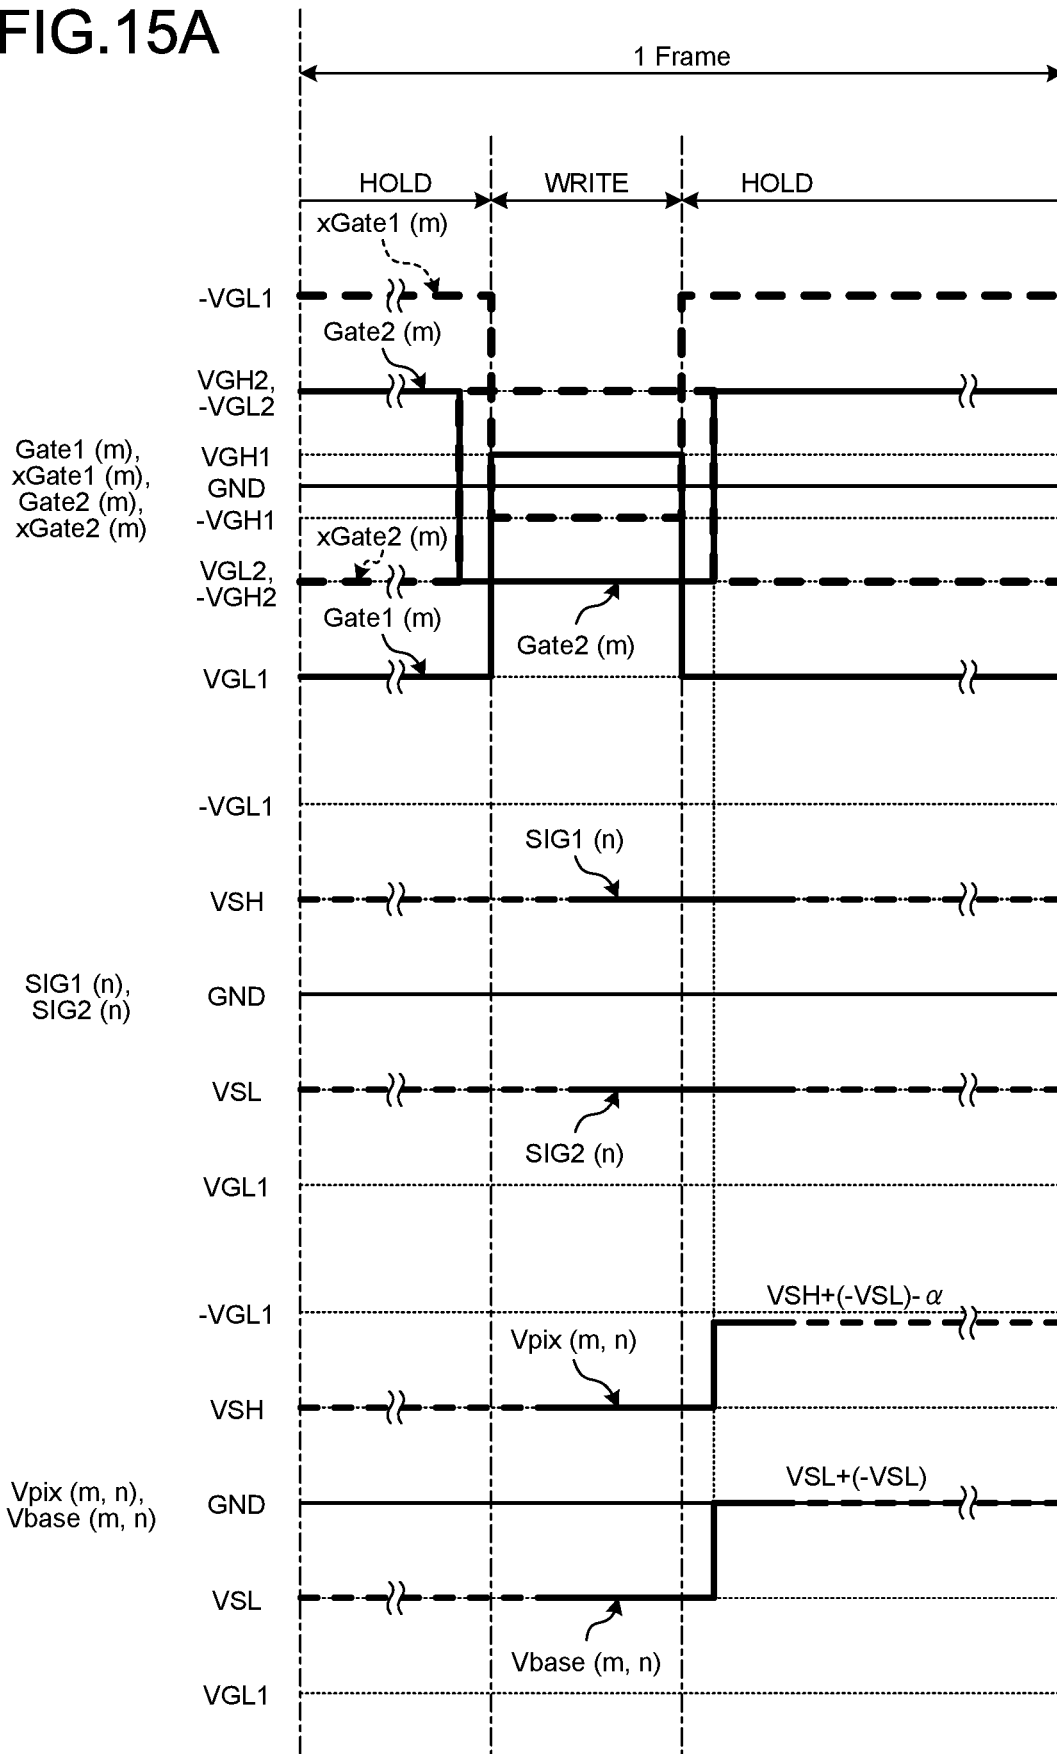 FIG.15A
1 Frame
HOLD
WRITE
HOLD
xGate1 (m)
-VGL1
Gate2 (m)
VGH2,
-VGL2
Gate1 (m),
xGate1 (m),
Gate2 (m),
xGate2 (m)
VGH1
GND
-VGH1
xGate2 (m)
VGL2,
-VGH2
Gate1 (m)
Gate2 (m)
VGL1
-VGL1
SIG1 (n)
VSH
SIG1 (n),
SIG2 (n)
GND
VSL
SIG2 (n)
VGL1
VSH+(-VSL)- α
-VGL1
Vpix (m, n)
VSH
VSL+(-VSL)
Vpix (m, n),
Vbase (m, n)
GND
VSL
Vbase (m, n)
VGL1